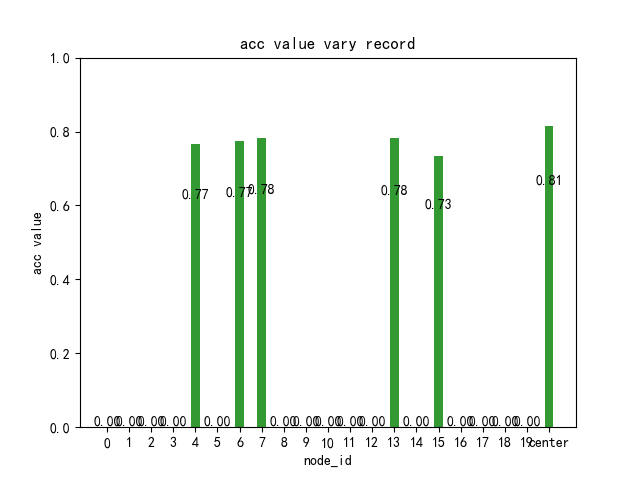 acc value vary record
acc value
1.0
0.8
0.6
0.4
0.2
0.0
0.00 0.00 0.00 0.00 0.77 0.00 0.77 0.78 0.00 0.00 0.00 0.00 0.00 0.78 0.00 0.73 0.00 0.00 0.00 0.00 0.81
0 1 2 3 4 5 6 7 8 9 10 11 12 13 14 15 16 17 18 19 center
node_id